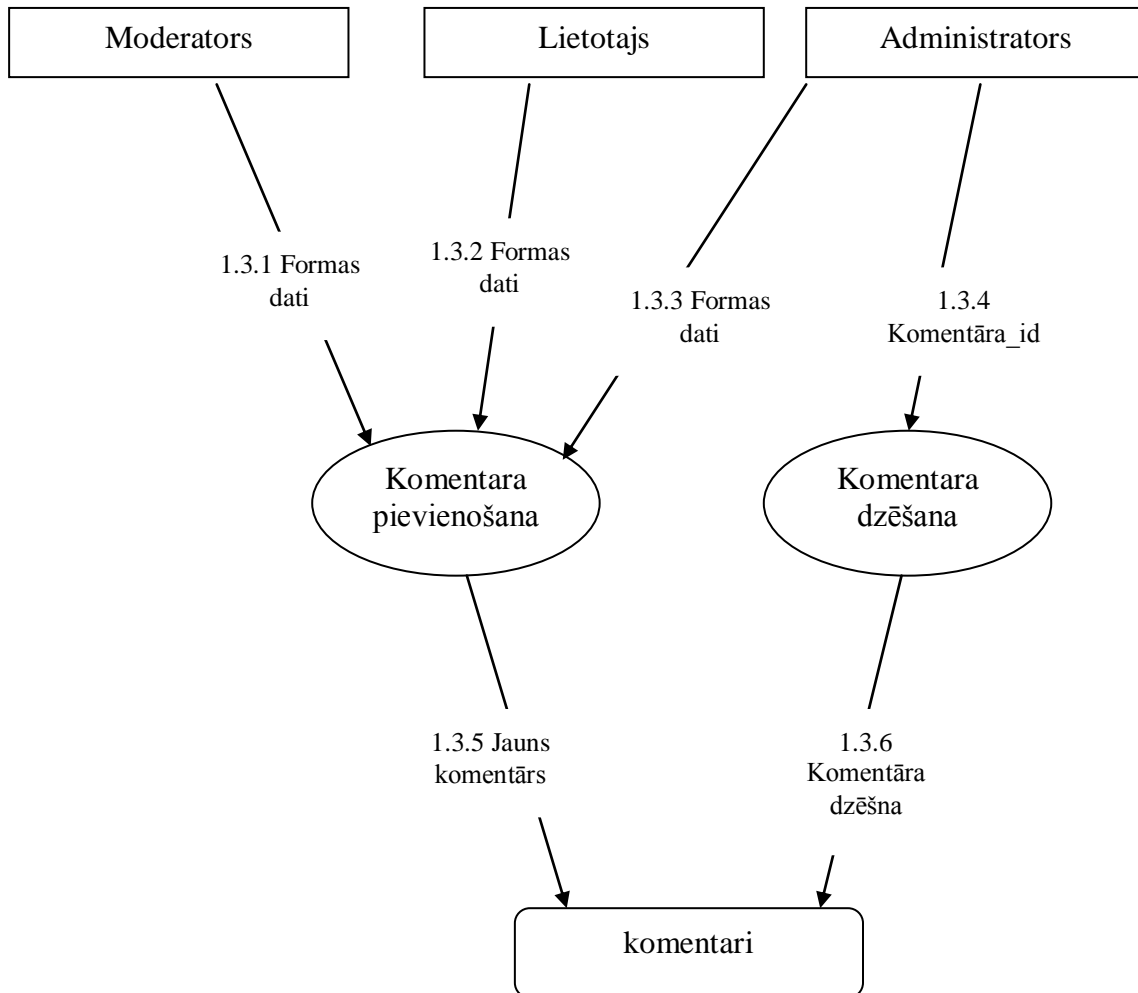 Moderators
Lietotajs
Administrators
1.3.1 Formas
dati
1.3.2 Formas
dati
1.3.3 Formas
dati
1.3.4
Komentāra_id
Komentara
pievienošana
Komentara
dzēšana
1.3.5 Jauns
komentārs
1.3.6
Komentāra
dzēšna
komentari